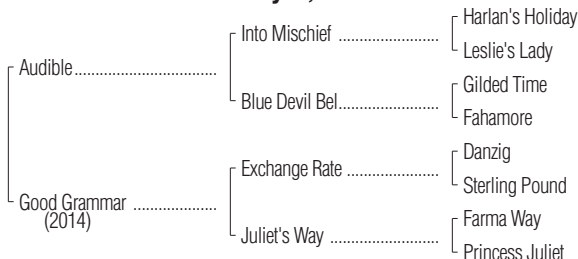 Harlan's Holiday
Into Mischief ........................
Leslie's Lady
Audible..................................
Gilded Time
Blue Devil Bel........................
Fahamore
Danzig
Exchange Rate ......................
Sterling Pound
Good Grammar ....................
(2014)
Farma Way
Juliet's Way ..........................
Princess Juliet